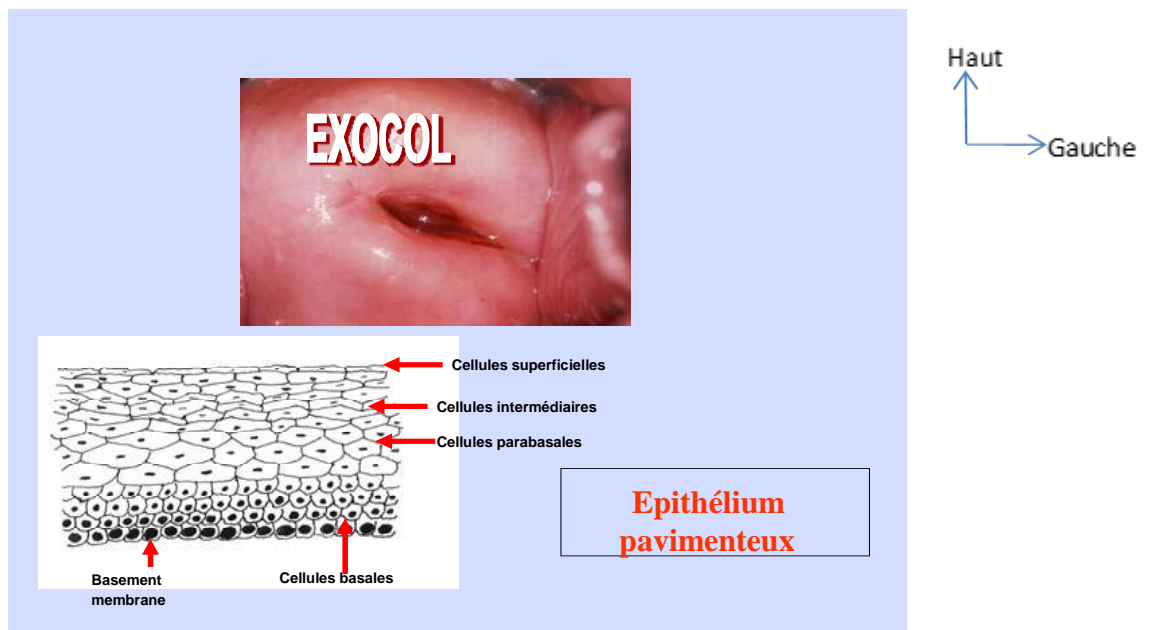 Haut
Gauche
EXOCOL
Cellules superficielles
Cellules intermédiaires
Cellules parabasales
Epithélium
pavimenteux
Cellules basales
Basement
membrane